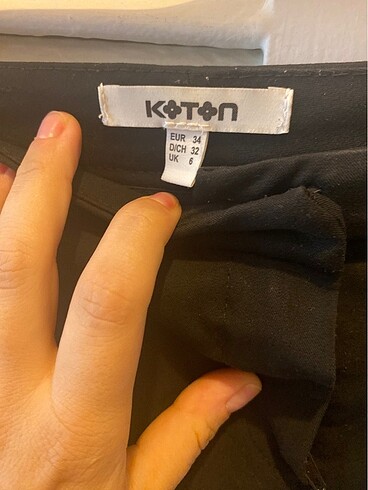 KOTON
EUR 34
D/CH 32
UK 6